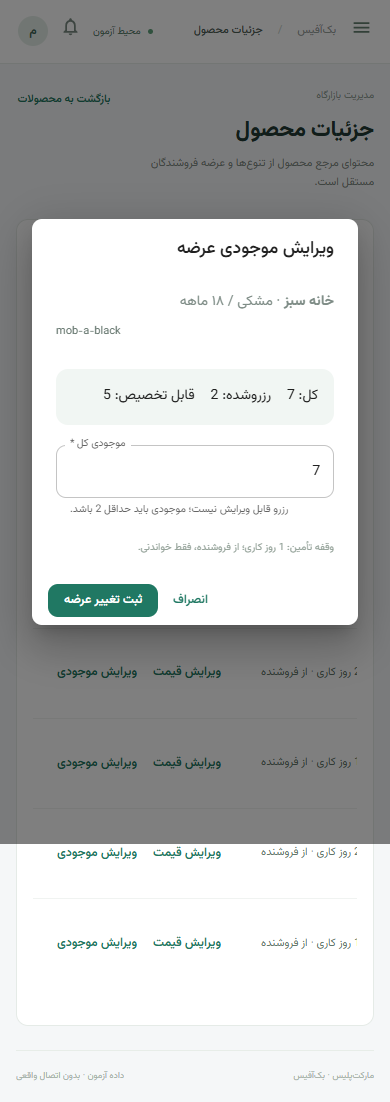 بک‌آفیس / جزئیات محصول محیط آزمون م
مدیریت بازارگاه
بازگشت به محصولات
جزئیات محصول
محتوای مرجع محصول از تنوع‌ها و عرضه فروشندگان
مستقل است.
ویرایش موجودی عرضه
خانه سبز · مشکی / ۱۸ ماهه
mob-a-black
کل: 7 رزروشده: 2 قابل تخصیص: 5
موجودی کل *
7
رزرو قابل ویرایش نیست؛ موجودی باید حداقل 2 باشد.
وقفه تأمین: 1 روز کاری؛ از فروشنده، فقط خواندنی.
انصراف ثبت تغییر عرضه
2 روز کاری · از فروشنده ویرایش قیمت ویرایش موجودی
روز کاری · از فروشنده ویرایش قیمت ویرایش موجودی
2 روز کاری · از فروشنده ویرایش قیمت ویرایش موجودی
روز کاری · از فروشنده ویرایش قیمت ویرایش موجودی
مارکت‌پلیس · بک‌آفیس داده آزمون · بدون اتصال واقعی